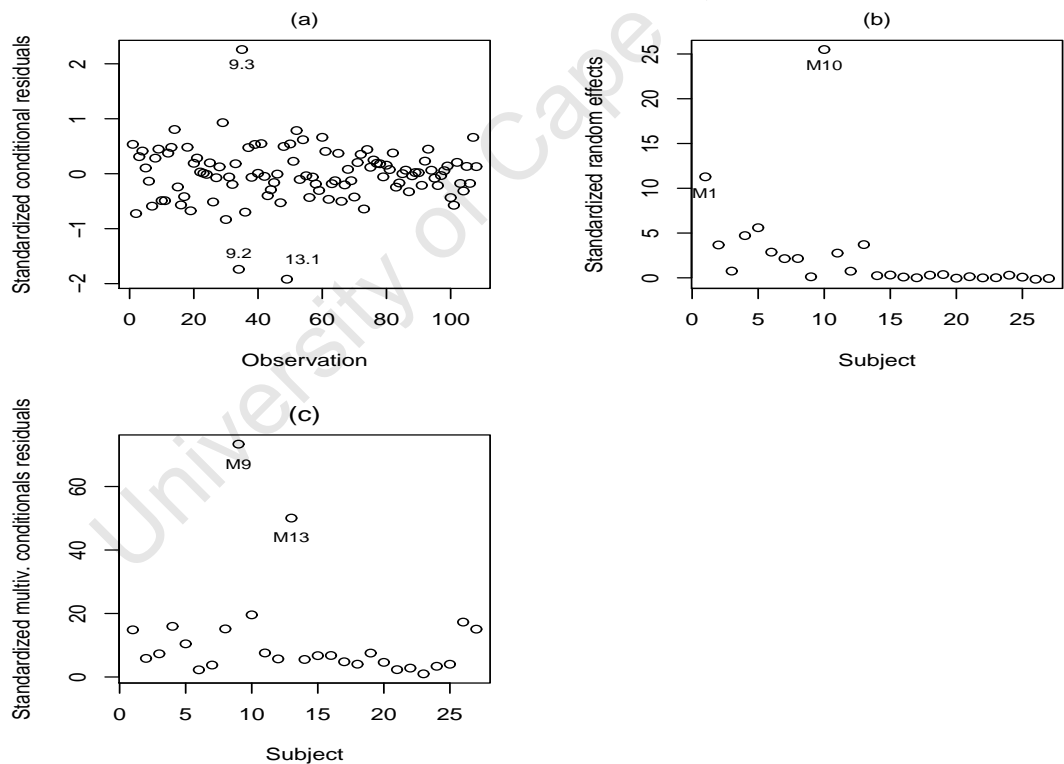 (a)
Standardized conditional residuals
2
1
0
−1
−2
9.3
9.2
13.1
0 20 40 60 80 100
Observation
(b)
Standardized random effects
25
20
15
10
5
0
M10
M1
0 5 10 15 20 25
Subject
(c)
Standardized multiv. conditionals residuals
60
40
20
0
M9
M13
0 5 10 15 20 25
Subject
University of Cape